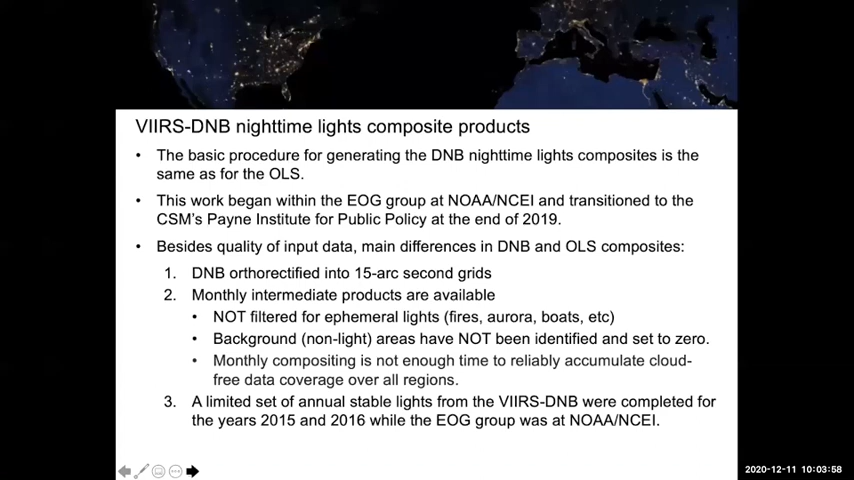 VIIRS-DNB nighttime lights composite products
• The basic procedure for generating the DNB nighttime lights composites is the
same as for the OLS.
• This work began within the EOG group at NOAA/NCEI and transitioned to the
CSM's Payne Institute for Public Policy at the end of 2019.
• Besides quality of input data, main differences in DNB and OLS composites:
1. DNB orthorectified into 15-arc second grids
2. Monthly intermediate products are available
• NOT filtered for ephemeral lights (fires, aurora, boats, etc)
• Background (non-light) areas have NOT been identified and set to zero.
• Monthly compositing is not enough time to reliably accumulate cloud-
free data coverage over all regions.
3. A limited set of annual stable lights from the VIIRS-DNB were completed for
the years 2015 and 2016 while the EOG group was at NOAA/NCEI.
2020-12-11 10:03:58